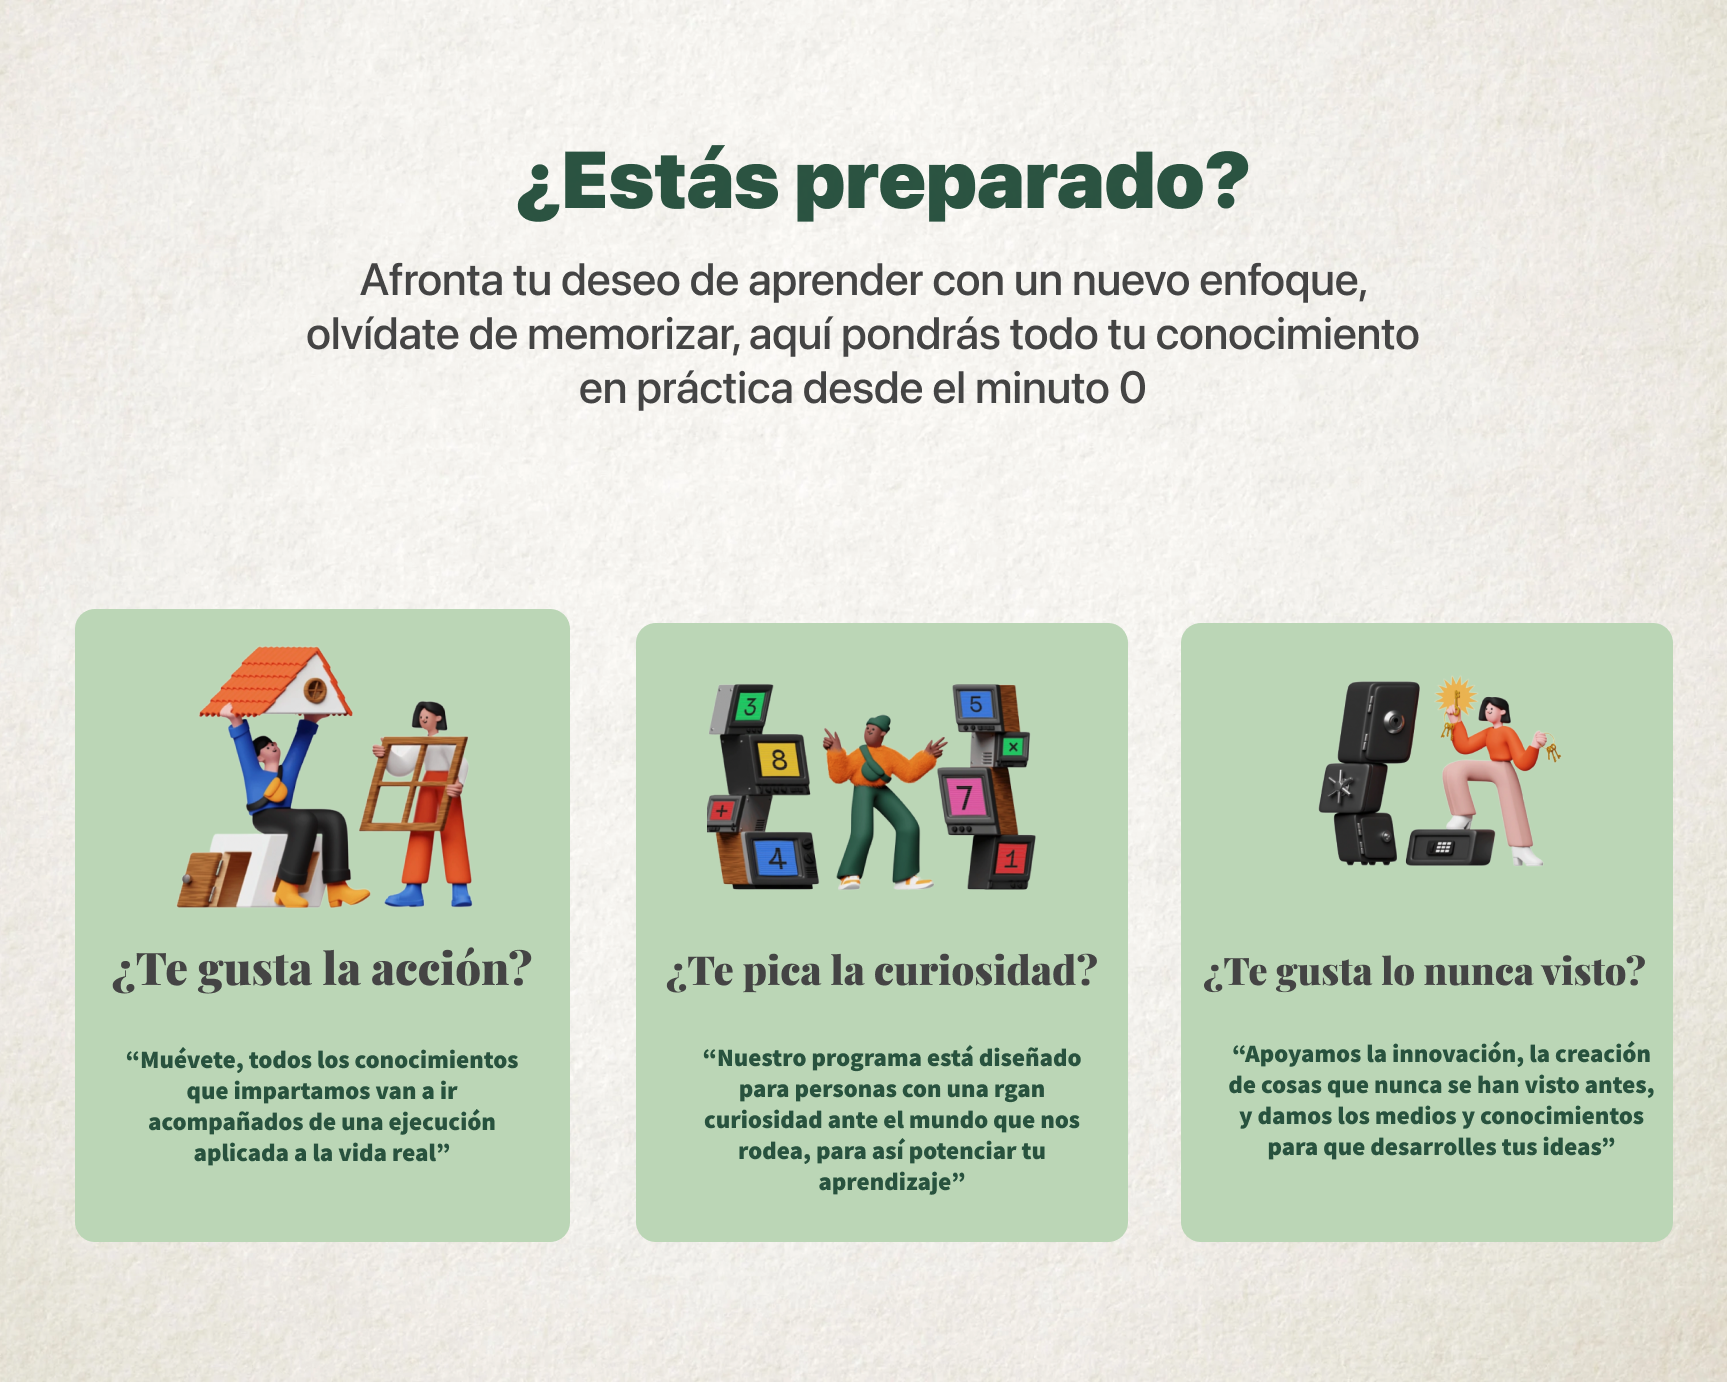 ¿Estás preparado?
Afronta tu deseo de aprender con un nuevo enfoque,
olvídate de memorizar, aquí pondrás todo tu conocimiento
en práctica desde el minuto 0
3
8
+
4
5
×
7
1
¿Te gusta la acción?
“Muévete, todos los conocimientos
que impartamos van a ir
acompañados de una ejecución
aplicada a la vida real”
¿Te pica la curiosidad?
“Nuestro programa está diseñado
para personas con una rgan
curiosidad ante el mundo que nos
rodea, para así potenciar tu
aprendizaje”
¿Te gusta lo nunca visto?
“Apoyamos la innovación, la creación
de cosas que nunca se han visto antes,
y damos los medios y conocimientos
para que desarrolles tus ideas”